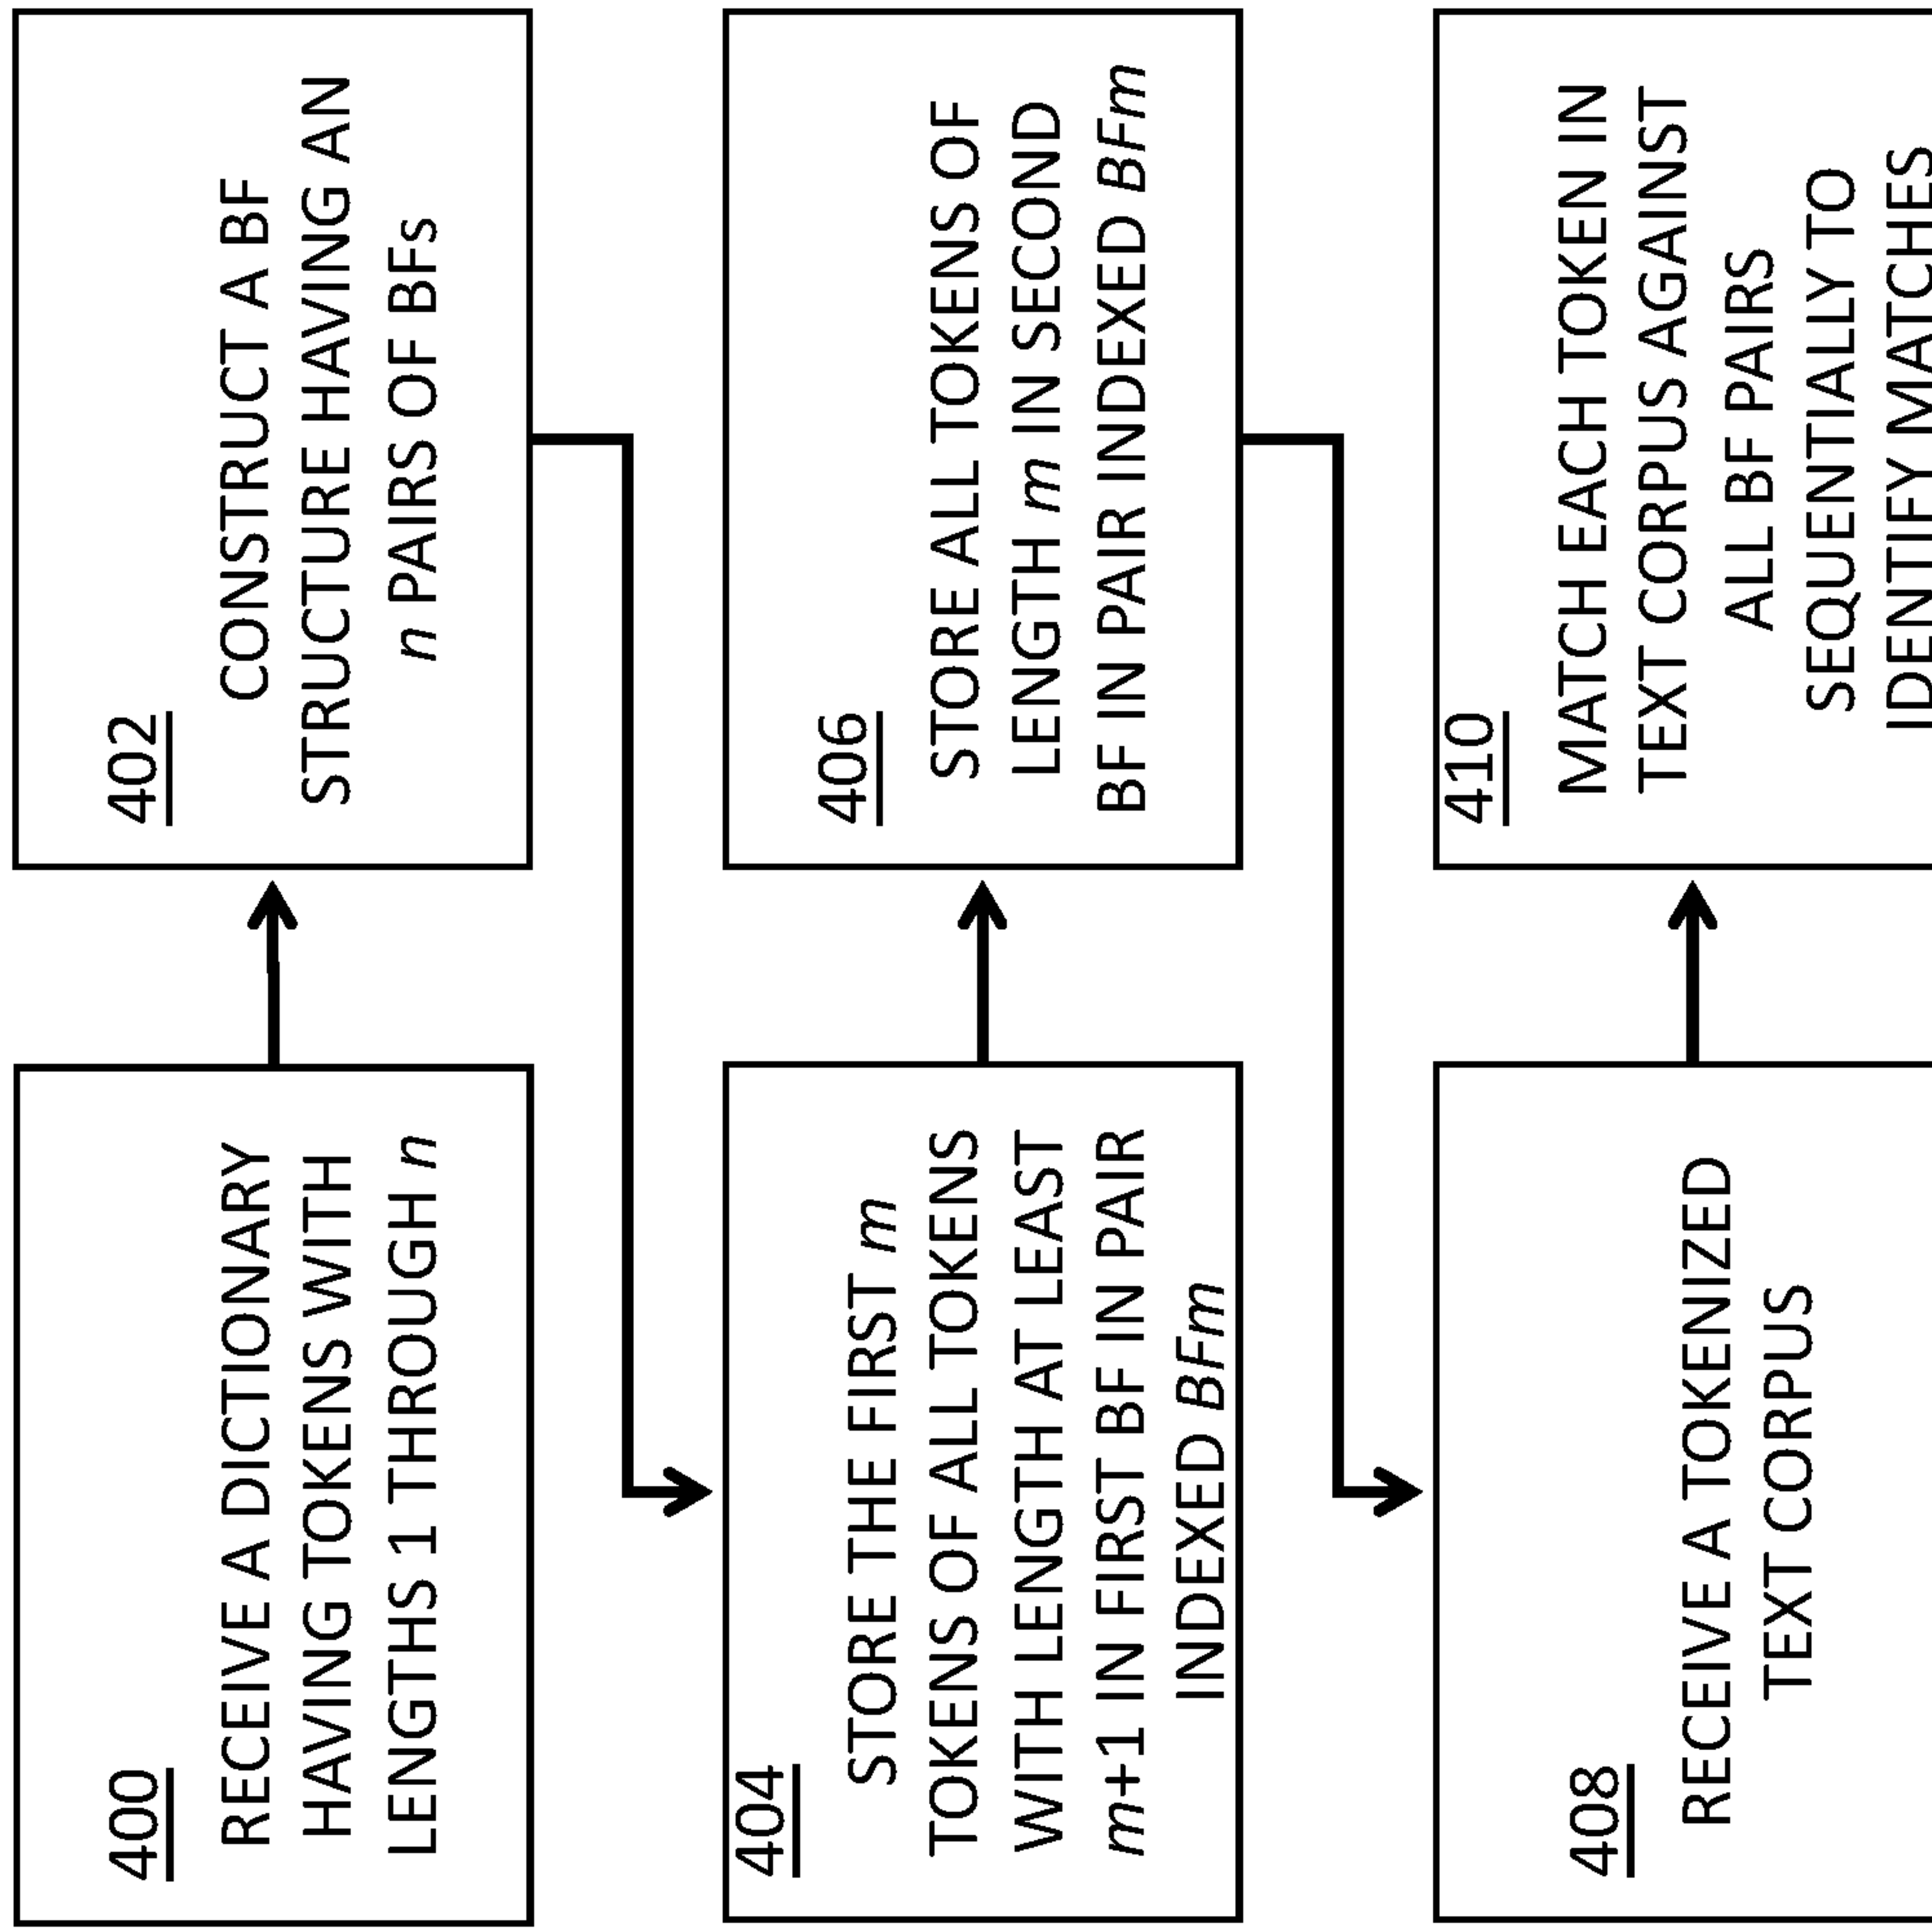 400
RECEIVE A DICTIONARY
HAVING TOKENS WITH
LENGTHS 1 THROUGH n
402
CONSTRUCT A BF
STRUCTURE HAVING AN
n PAIRS OF BFs
404
STORE THE FIRST m
TOKENS OF ALL TOKENS
WITH LENGTH AT LEAST
m+1 IN FIRST BF IN PAIR
INDEXED BFm
406
STORE ALL TOKENS OF
LENGTH m IN SECOND
BF IN PAIR INDEXED BFm
408
RECEIVE A TOKENIZED
TEXT CORPUS
410
MATCH EACH TOKEN IN
TEXT CORPUS AGAINST
ALL BF PAIRS
SEQUENTIALLY TO
IDENTIFY MATCHES